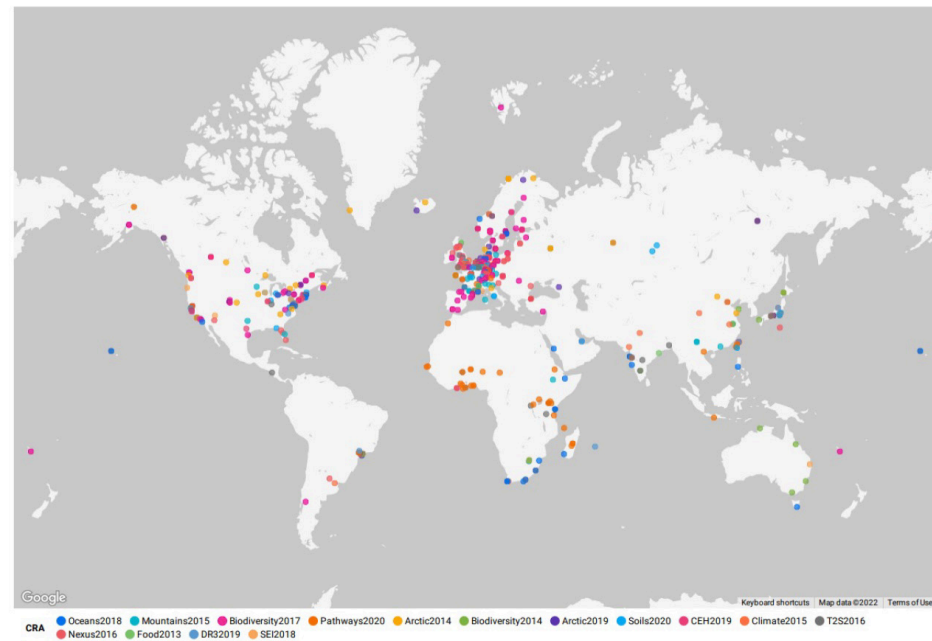 Google
Keyboard shortcuts Map data ©2022 Terms of Use
CRA Oceans2018 Mountains2015 Biodiversity2017 Pathways2020 Arctic2014 Biodiversity2014 Arctic2019 Soils2020 CEH2019 Climate2015 T2S2016
Nexus2016 Food2013 DR32019 SEI2018